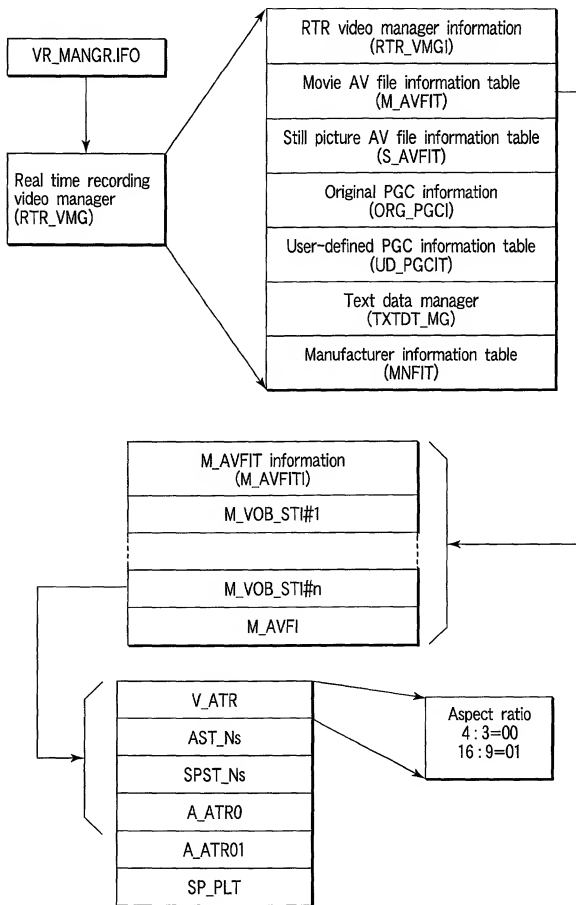 VR_MANGR.IFO
Real time recording
video manager
(RTR_VMG)
RTR video manager information
(RTR_VMGI)
Movie AV file information table
(M_AVFIT)
Still picture AV file information table
(S_AVFIT)
Original PGC information
(ORG_PGCI)
User-defined PGC information table
(UD_PGCIT)
Text data manager
(TXTDT_MG)
Manufacturer information table
(MNFIT)
M_AVFIT information
(M_AVFITI)
M_VOB_STI#1
M_VOB_STI#n
M_AVFI
V_ATR
AST_Ns
SPST_Ns
A_ATR0
A_ATR01
SP_PLT
Aspect ratio
4 : 3=00
16 : 9=01